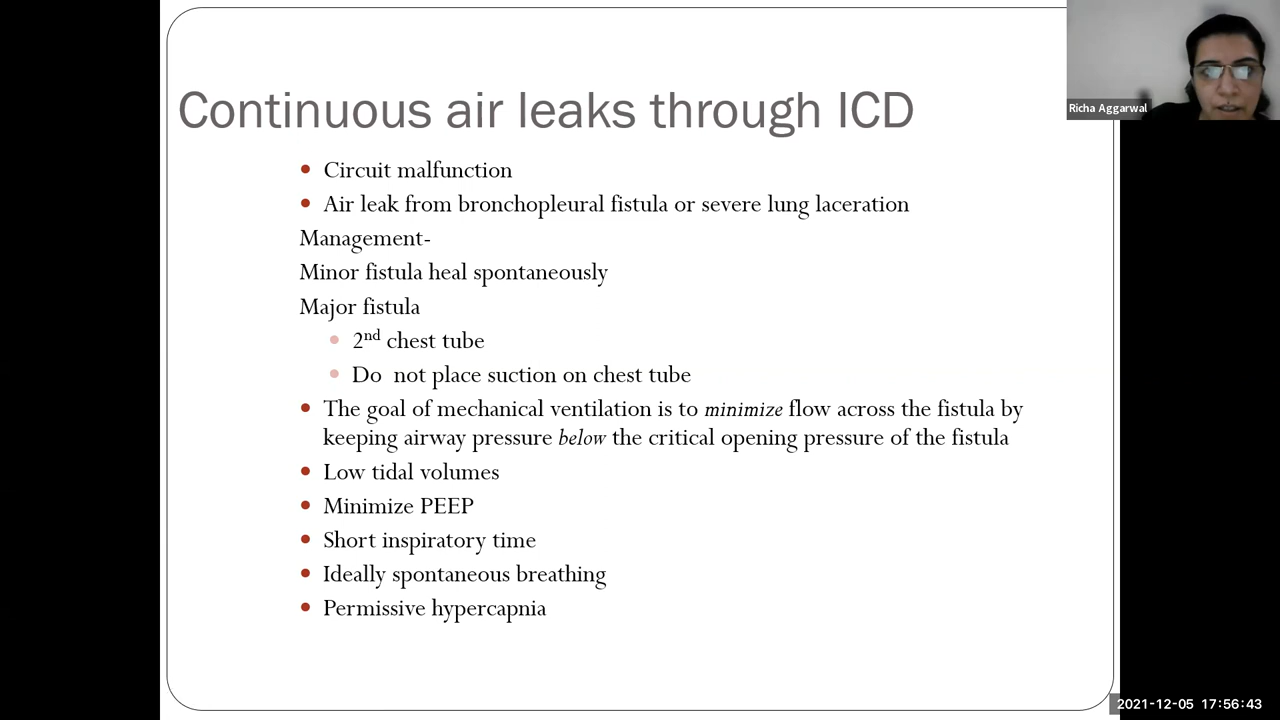 Continuous air leaks through ICD
Richa Aggarwal
Circuit malfunction
Air leak from bronchopleural fistula or severe lung laceration
Management-
Minor fistula heal spontaneously
Major fistula
2nd chest tube
Do not place suction on chest tube
The goal of mechanical ventilation is to minimize flow across the fistula by
keeping airway pressure below the critical opening pressure of the fistula
Low tidal volumes
Minimize PEEP
Short inspiratory time
Ideally spontaneous breathing
Permissive hypercapnia
2021-12-05 17:56:43